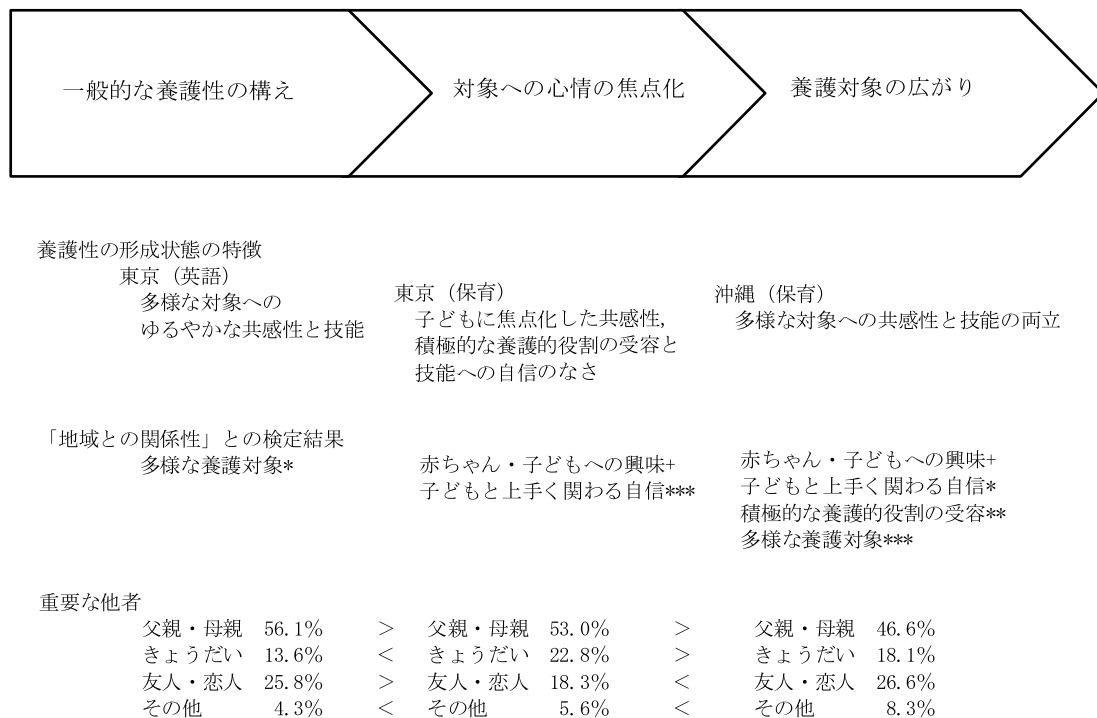 一般的な養護性の構え
対象への心情の焦点化
養護対象の広がり
養護性の形成状態の特徴
東京（英語）
多様な対象への
ゆるやかな共感性と技能
東京（保育）
子どもに焦点化した共感性，
積極的な養護的役割の受容と
技能への自信のなさ
沖縄（保育）
多様な対象への共感性と技能の両立
「地域との関係性」との検定結果
多様な養護対象*
赤ちゃん・子どもへの興味+
子どもと上手く関わる自信***
赤ちゃん・子どもへの興味+
子どもと上手く関わる自信*
積極的な養護的役割の受容**
多様な養護対象***
重要な他者
父親・母親 56.1% > 父親・母親 53.0% > 父親・母親 46.6%
きょうだい 13.6% < きょうだい 22.8% > きょうだい 18.1%
友人・恋人 25.8% > 友人・恋人 18.3% < 友人・恋人 26.6%
その他 4.3% < その他 5.6% < その他 8.3%